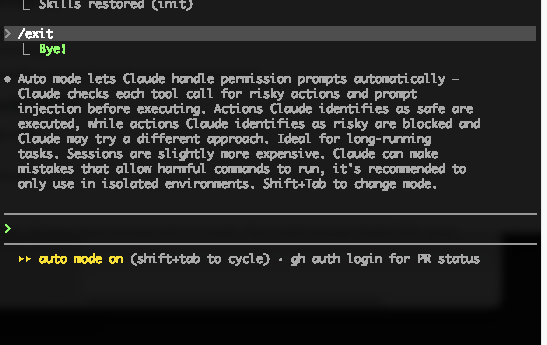 └ Skills restored (init)
> /exit
└ Bye!
● Auto mode lets Claude handle permission prompts automatically —
Claude checks each tool call for risky actions and prompt
injection before executing. Actions Claude identifies as safe are
executed, while actions Claude identifies as risky are blocked and
Claude may try a different approach. Ideal for long-running
tasks. Sessions are slightly more expensive. Claude can make
mistakes that allow harmful commands to run, it's recommended to
only use in isolated environments. Shift+Tab to change mode.
>
▸▸ auto mode on (shift+tab to cycle) · gh auth login for PR status